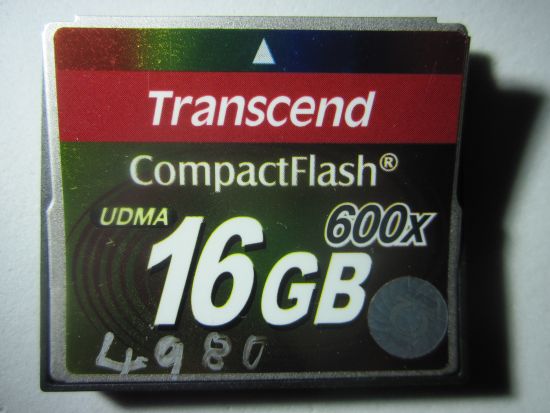 Transcend
CompactFlash®
UDMA
600x
16GB
4980